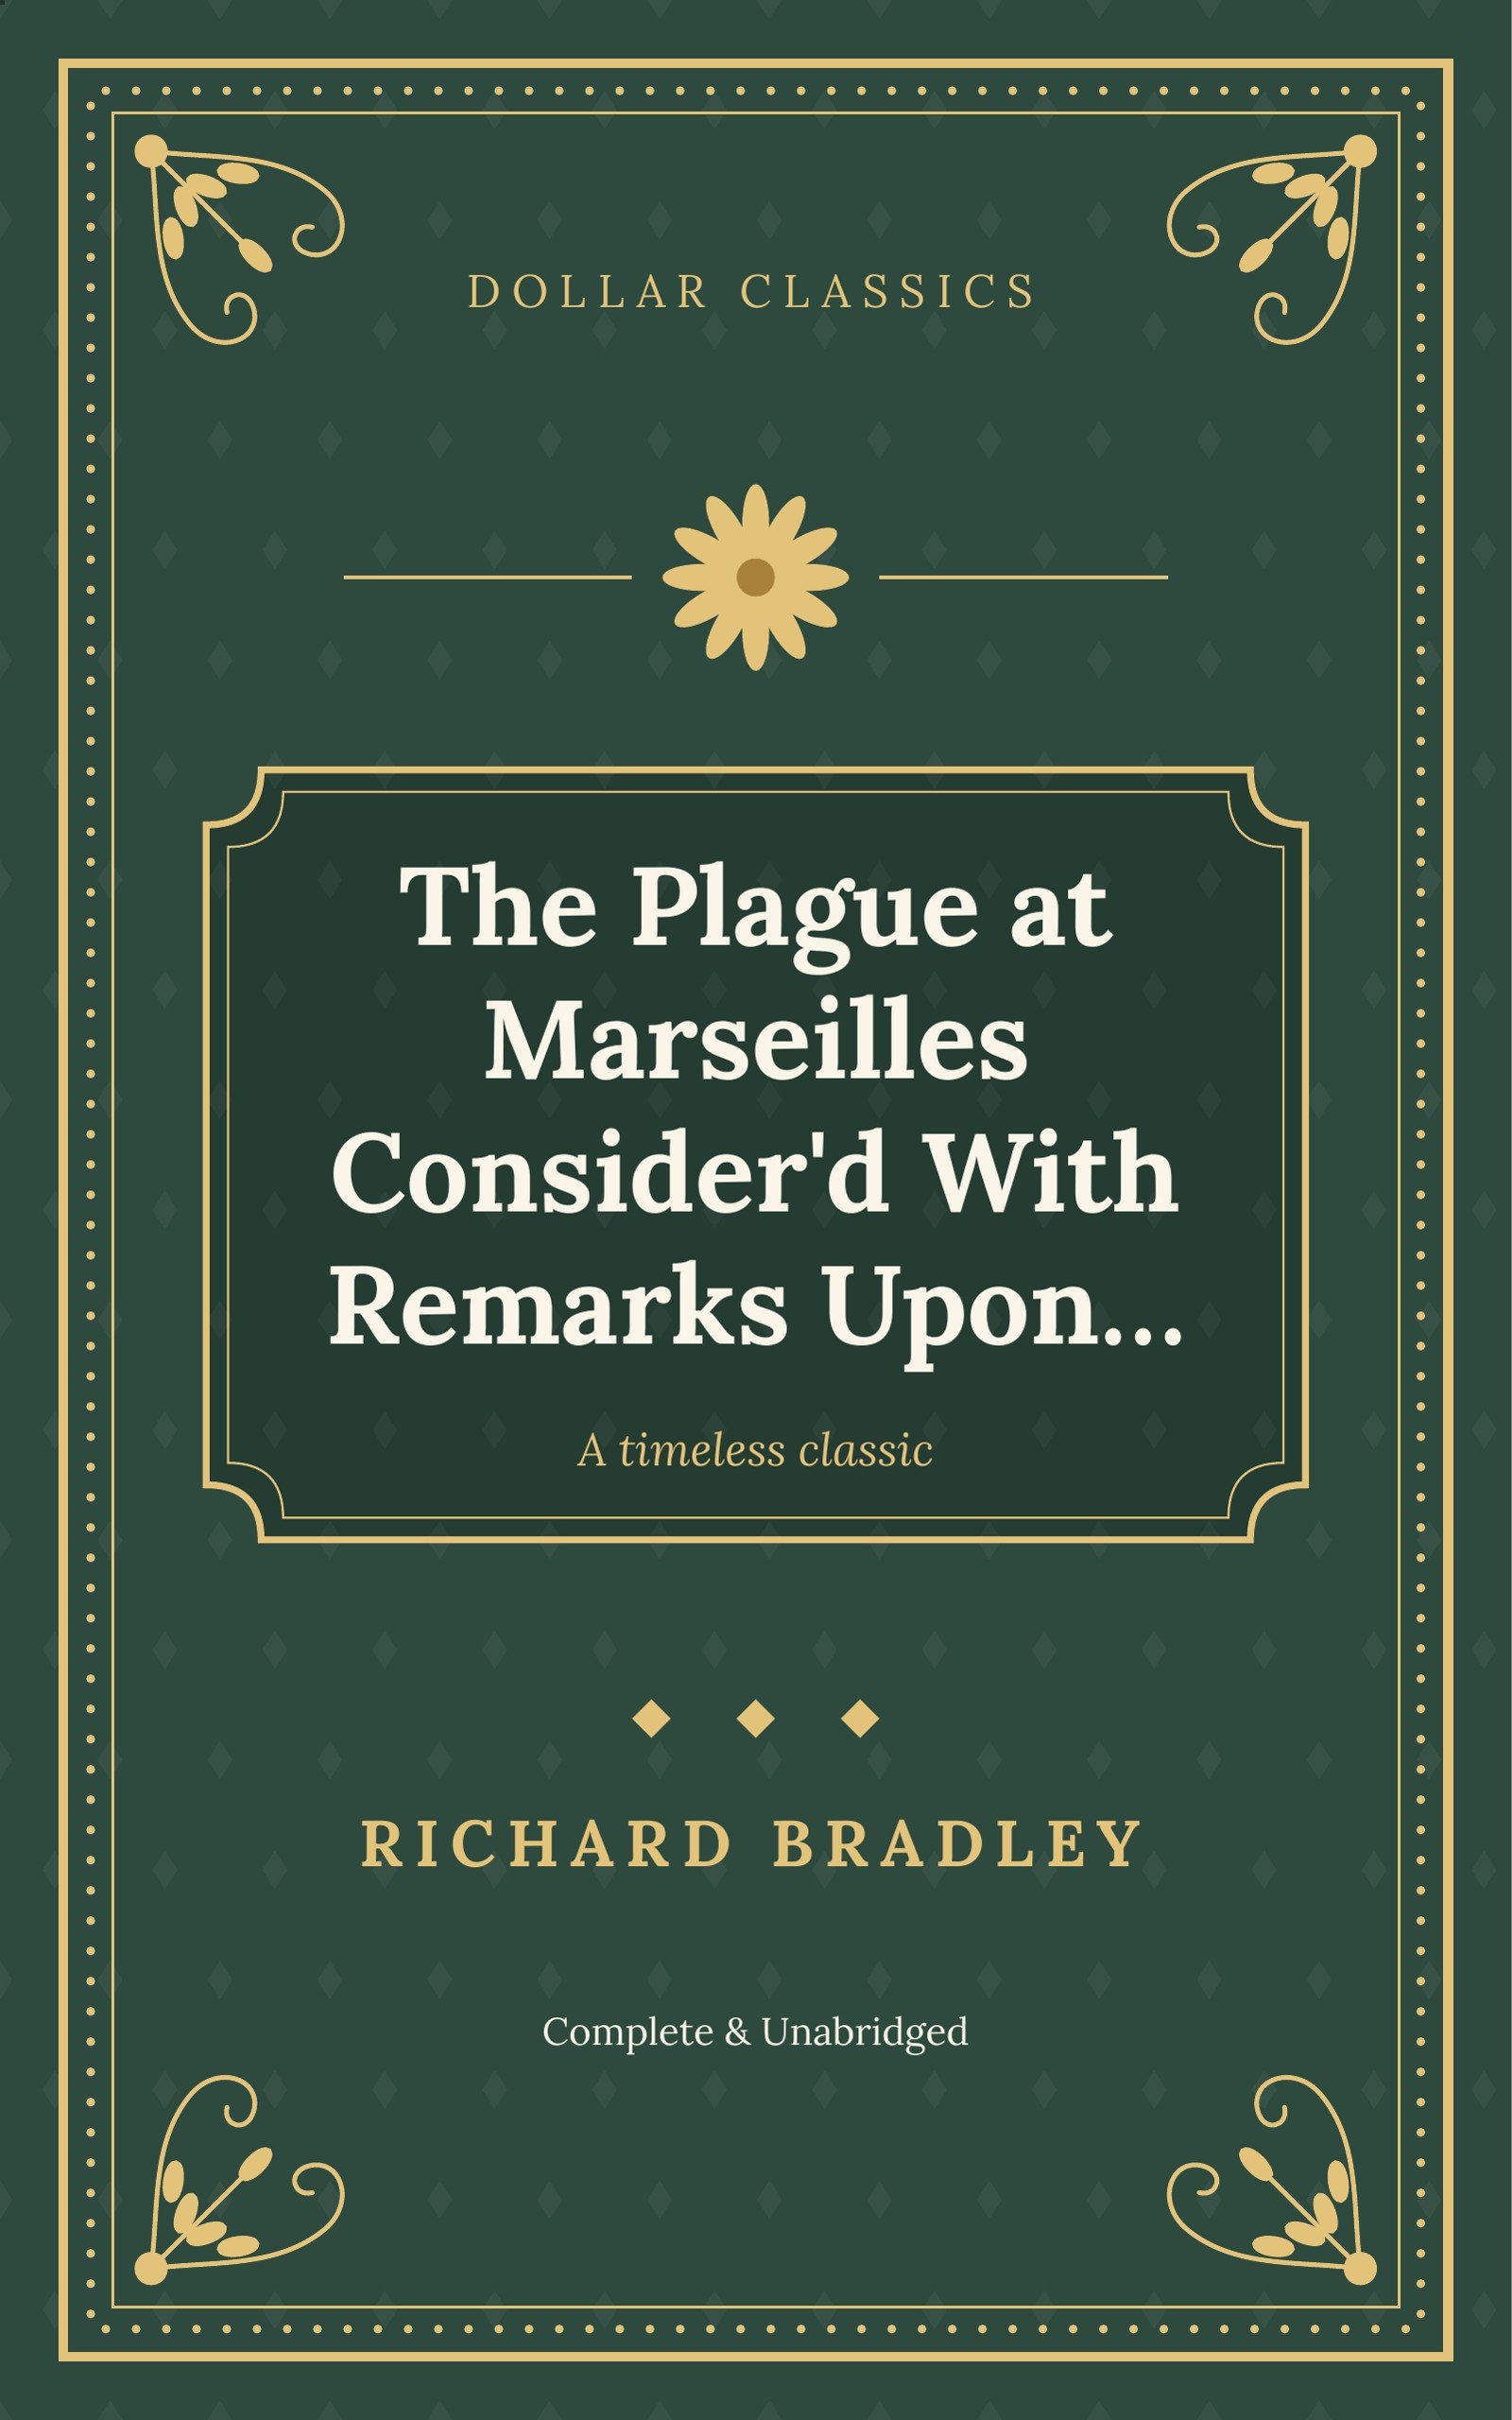 DOLLAR CLASSICS
The Plague at
Marseilles
Consider'd With
Remarks Upon...
A timeless classic
RICHARD BRADLEY
Complete & Unabridged